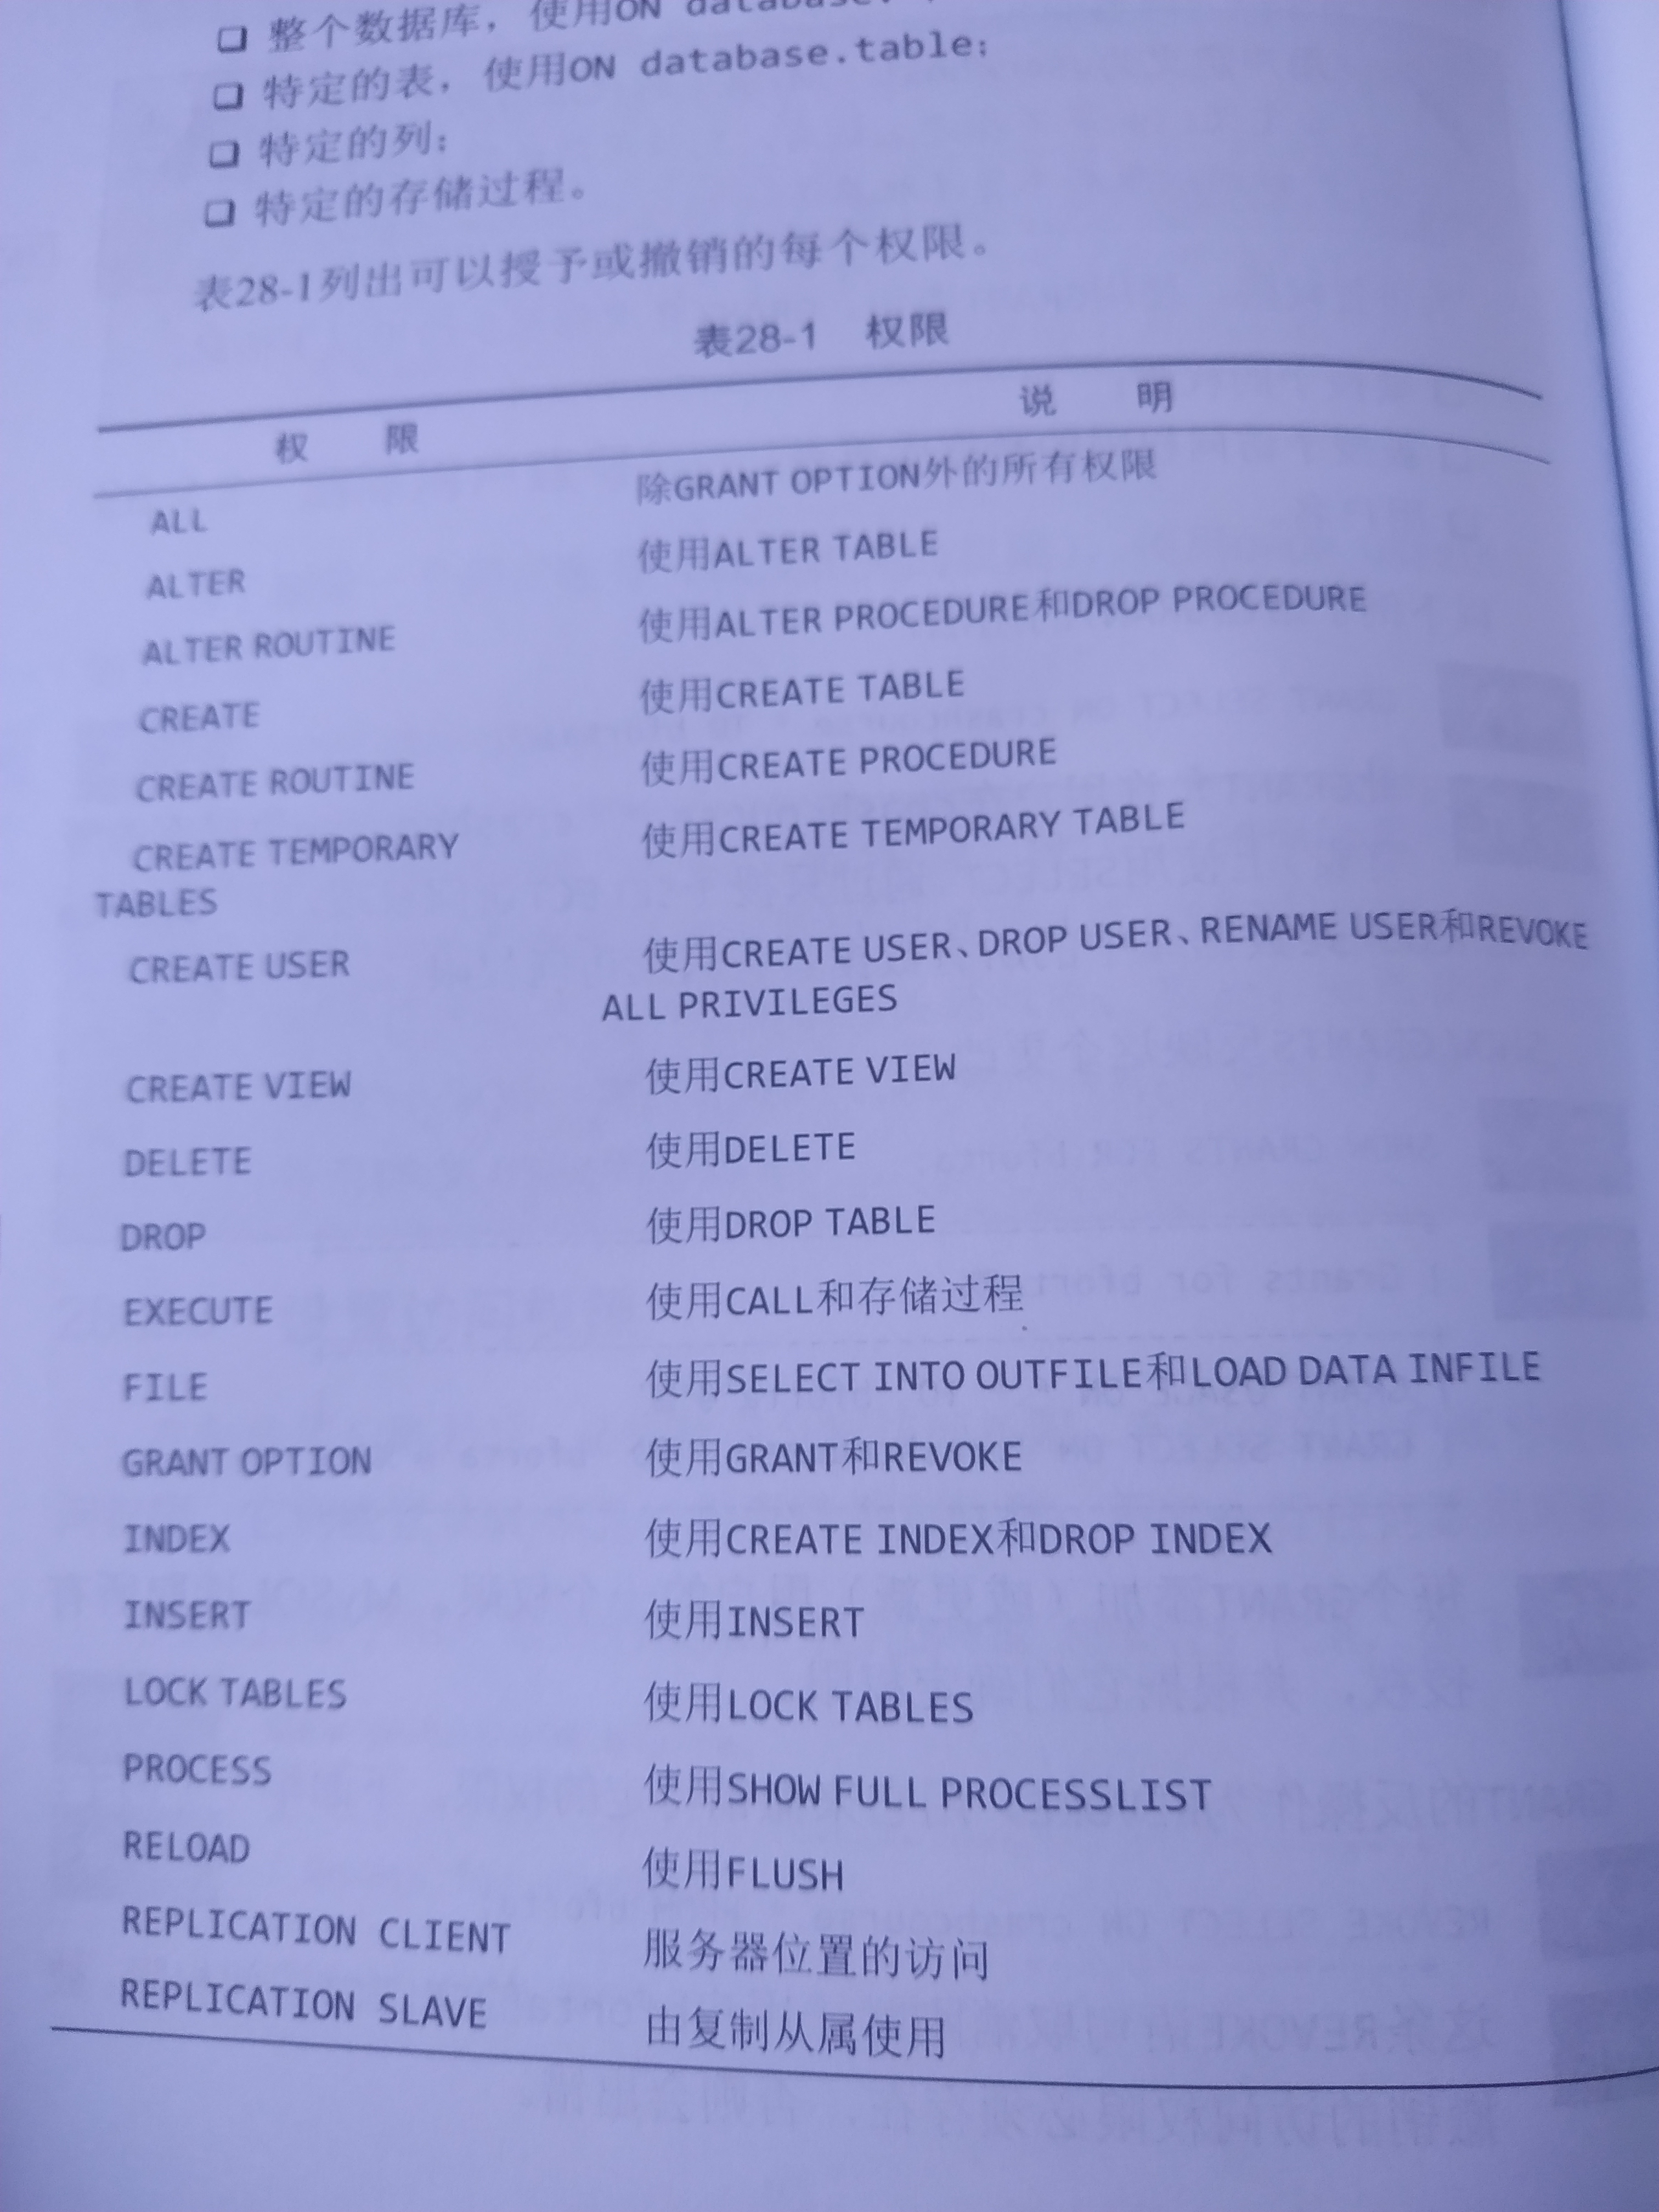 ❑ 整个数据库，使用ON database.
❑ 特定的表，使用ON database.table；
❑ 特定的列；
❑ 特定的存储过程。
表28-1列出可以授予或撤销的每个权限。
表28-1 权限
权 限 说 明
ALL 除GRANT OPTION外的所有权限
ALTER 使用ALTER TABLE
ALTER ROUTINE 使用ALTER PROCEDURE和DROP PROCEDURE
CREATE 使用CREATE TABLE
CREATE ROUTINE 使用CREATE PROCEDURE
CREATE TEMPORARY 使用CREATE TEMPORARY TABLE
TABLES
CREATE USER 使用CREATE USER、DROP USER、RENAME USER和REVOKE
ALL PRIVILEGES
CREATE VIEW 使用CREATE VIEW
DELETE 使用DELETE
DROP 使用DROP TABLE
EXECUTE 使用CALL和存储过程
FILE 使用SELECT INTO OUTFILE和LOAD DATA INFILE
GRANT OPTION 使用GRANT和REVOKE
INDEX 使用CREATE INDEX和DROP INDEX
INSERT 使用INSERT
LOCK TABLES 使用LOCK TABLES
PROCESS 使用SHOW FULL PROCESSLIST
RELOAD 使用FLUSH
REPLICATION CLIENT 服务器位置的访问
REPLICATION SLAVE 由复制从属使用